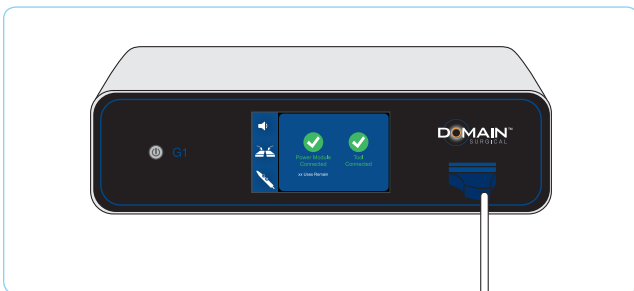 G1
Power Module
Connected
Tool
Connected
xx Uses Remain
DOMAIN™
SURGICAL